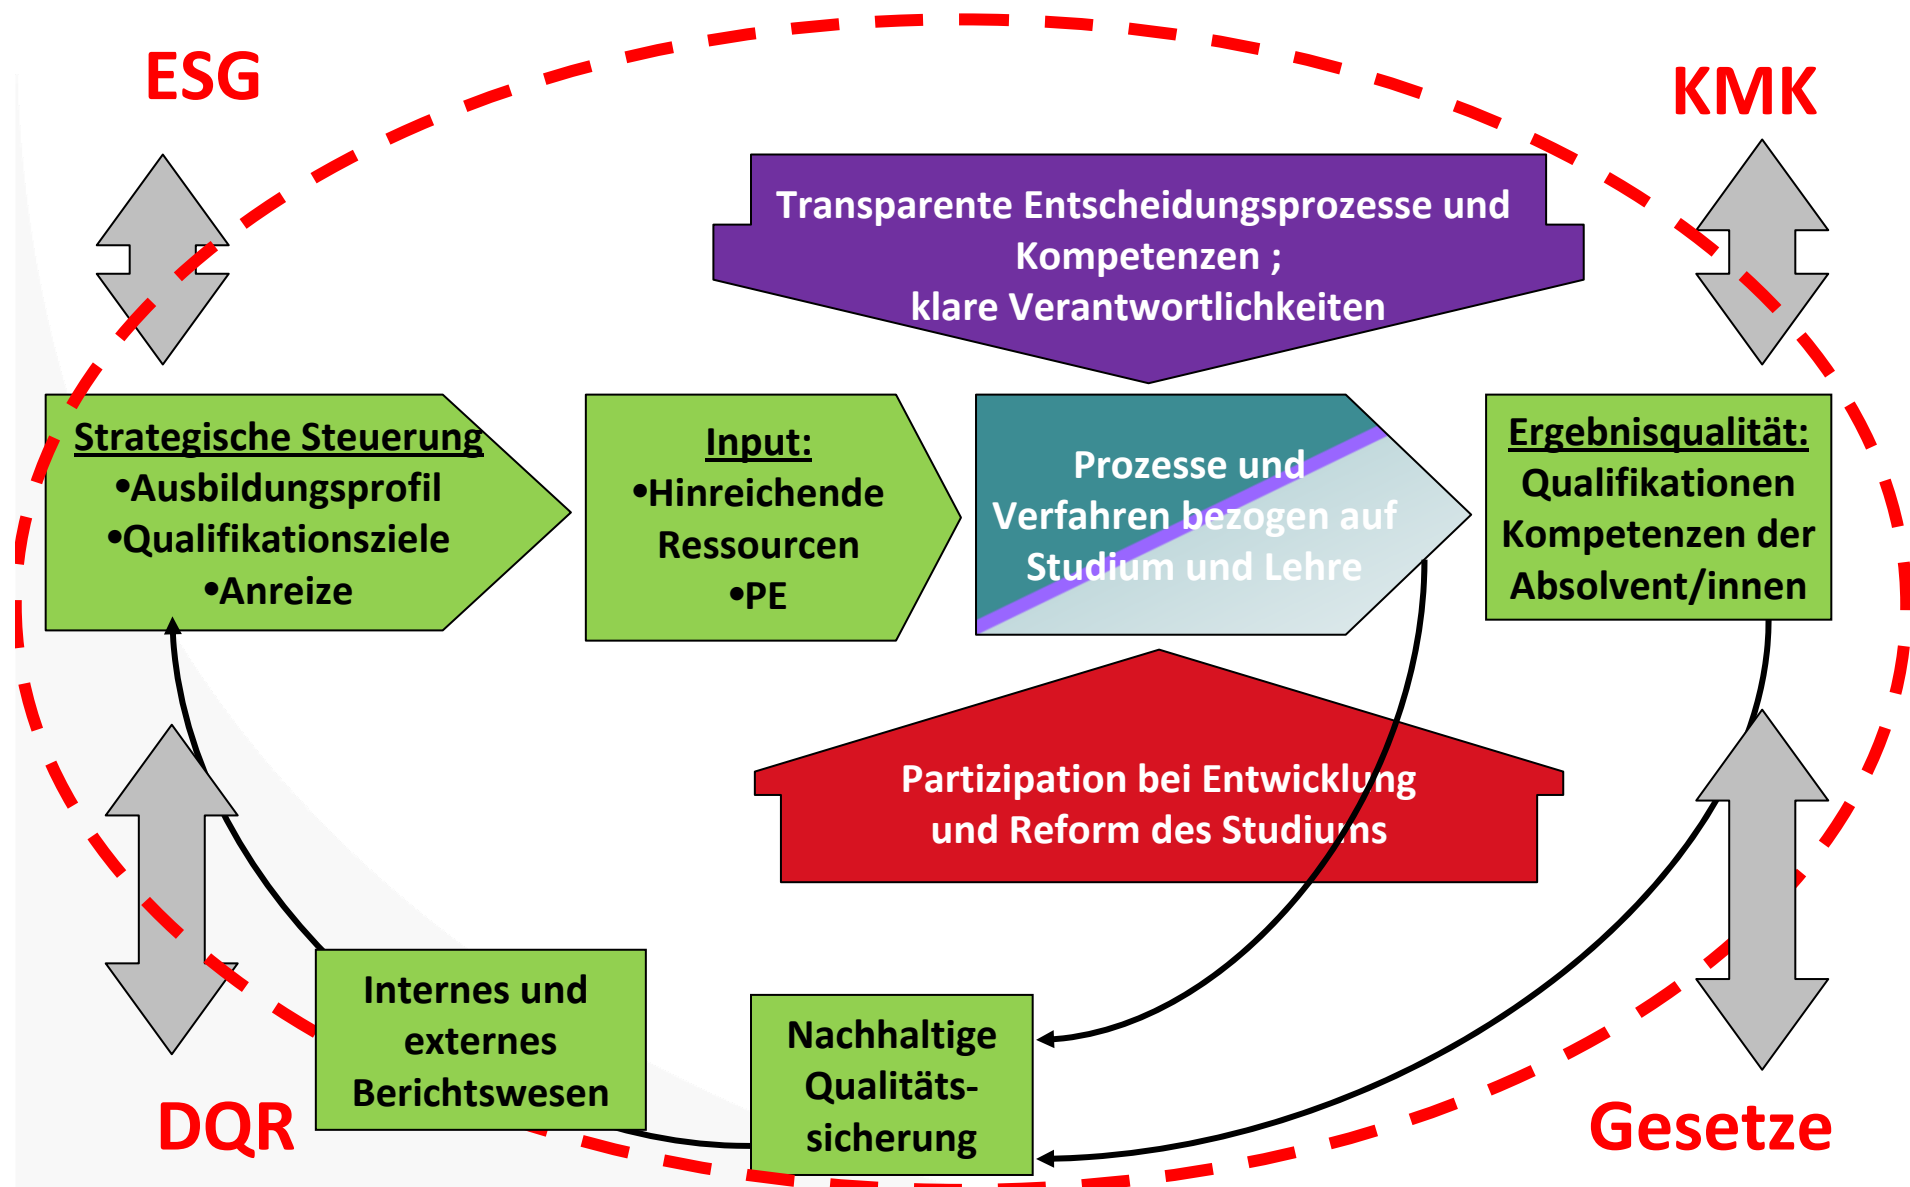 ESG
KMK
Transparente Entscheidungsprozesse und
Kompetenzen ;
klare Verantwortlichkeiten
Strategische Steuerung
•Ausbildungsprofil
•Qualifikationsziele
•Anreize
Input:
•Hinreichende
Ressourcen
•PE
Prozesse und
Verfahren bezogen auf
Studium und Lehre
Ergebnisqualität:
Qualifikationen
Kompetenzen der
Absolvent/innen
Partizipation bei Entwicklung
und Reform des Studiums
Internes und
externes
Berichtswesen
Nachhaltige
Qualitäts-
sicherung
DQR
Gesetze